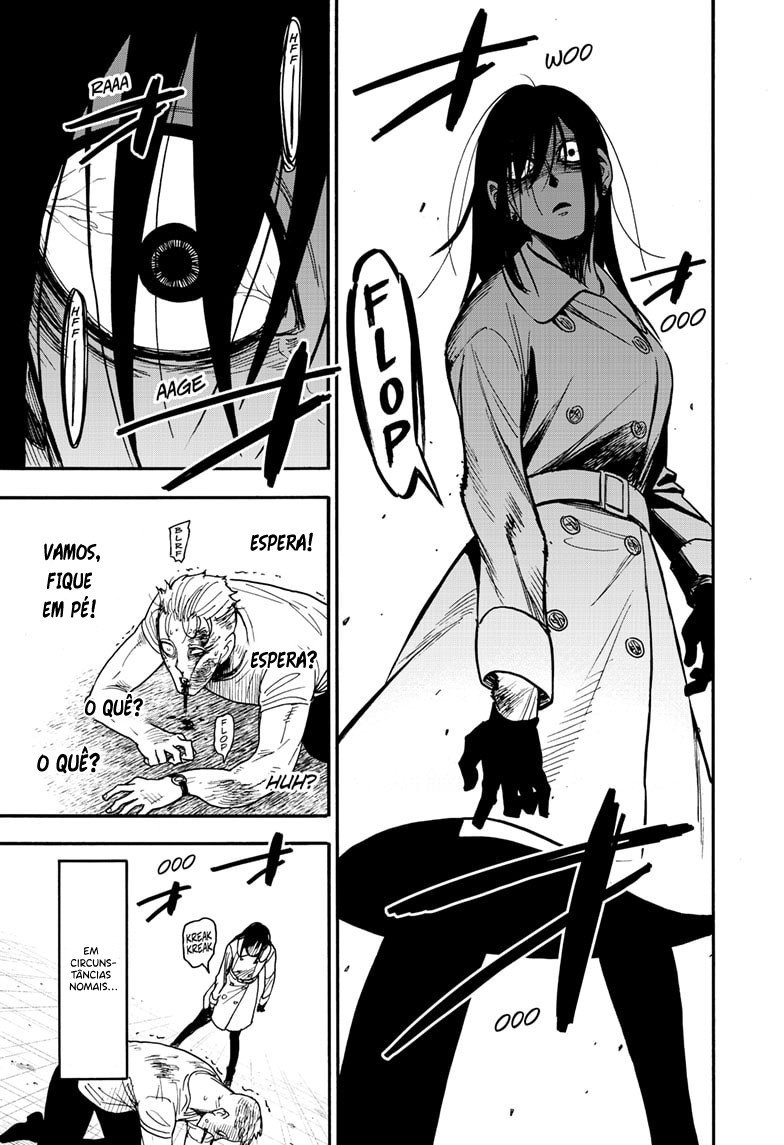 WOO
OOO
FLOP
OOO
HFF
RAAA
HFF
AAGE
ESPERA!
BLRF
VAMOS,
FIQUE
EM PÉ!
ESPERA?
O QUÊ?
FLOP
O QUÊ?
HUH?
OOO
KREAK
KREAK
EM
CIRCUNS-
TÂNCIAS
NOMAIS...